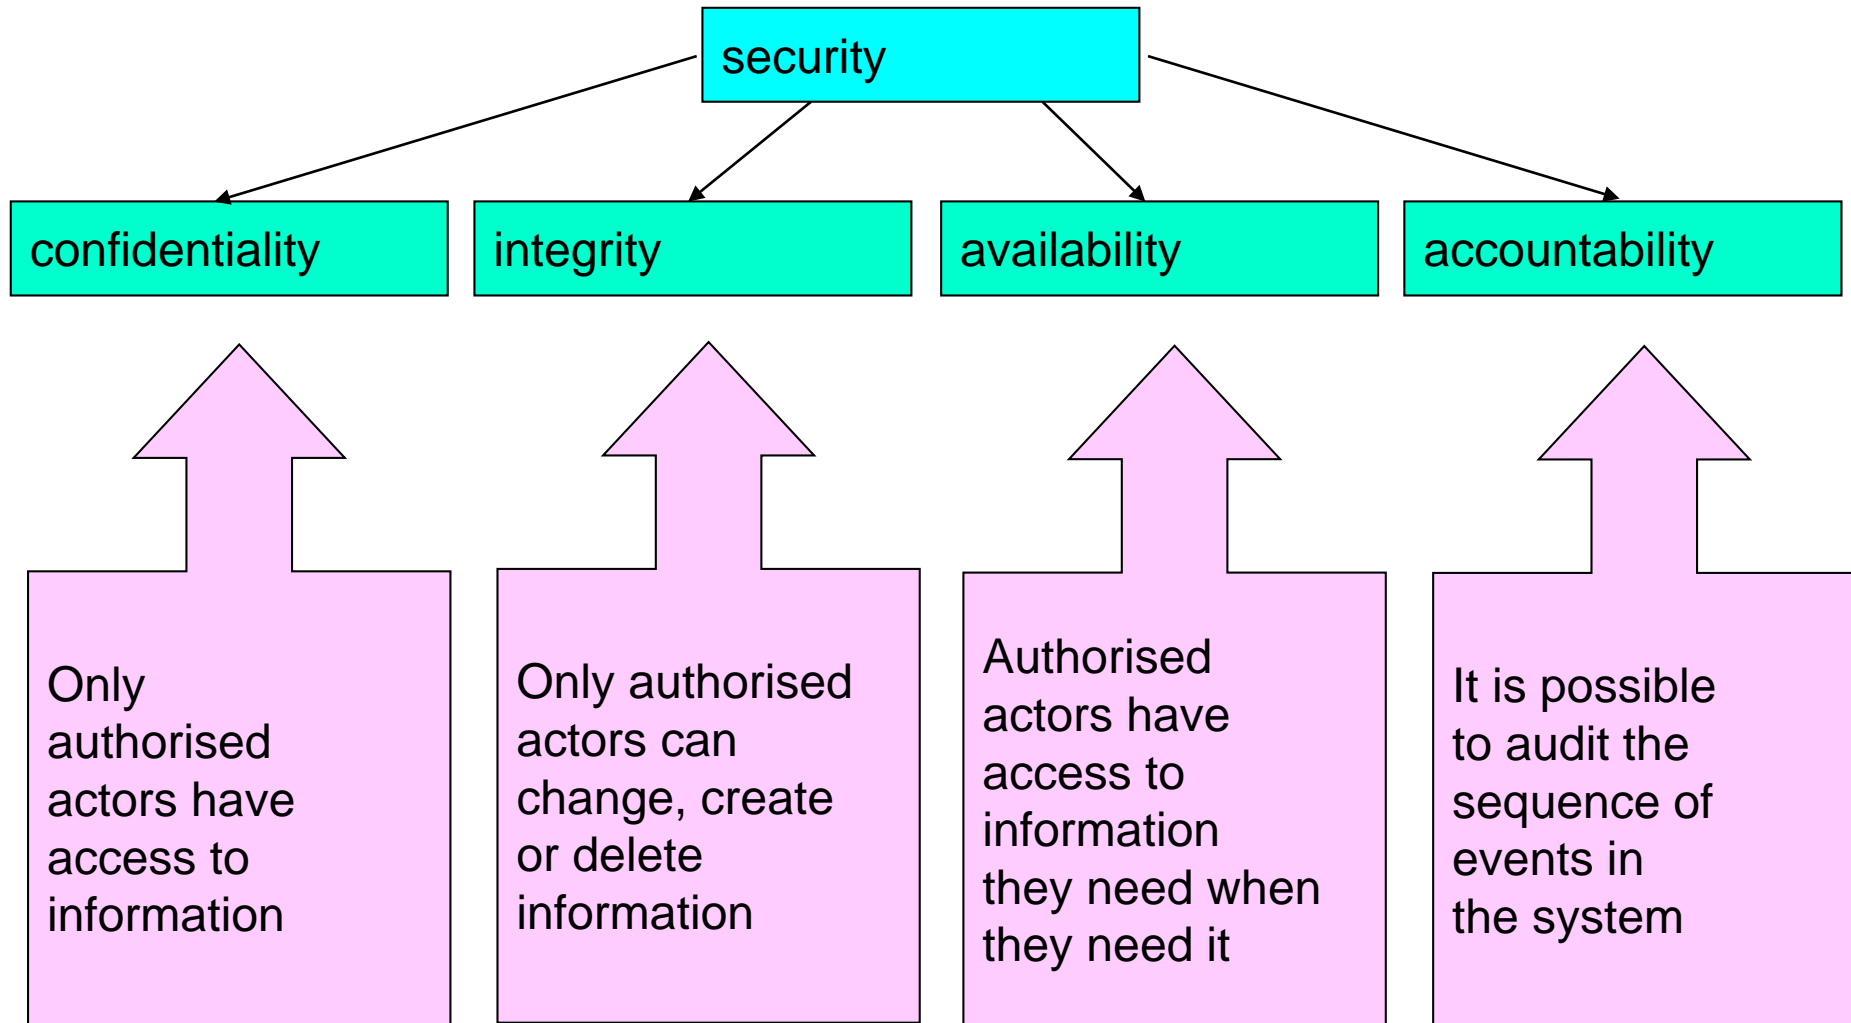 security
confidentiality
integrity
availability
accountability
Only
authorised
actors have
access to
information
Only authorised
actors can
change, create
or delete
information
Authorised
actors have
access to
information
they need when
they need it
It is possible
to audit the
sequence of
events in
the system